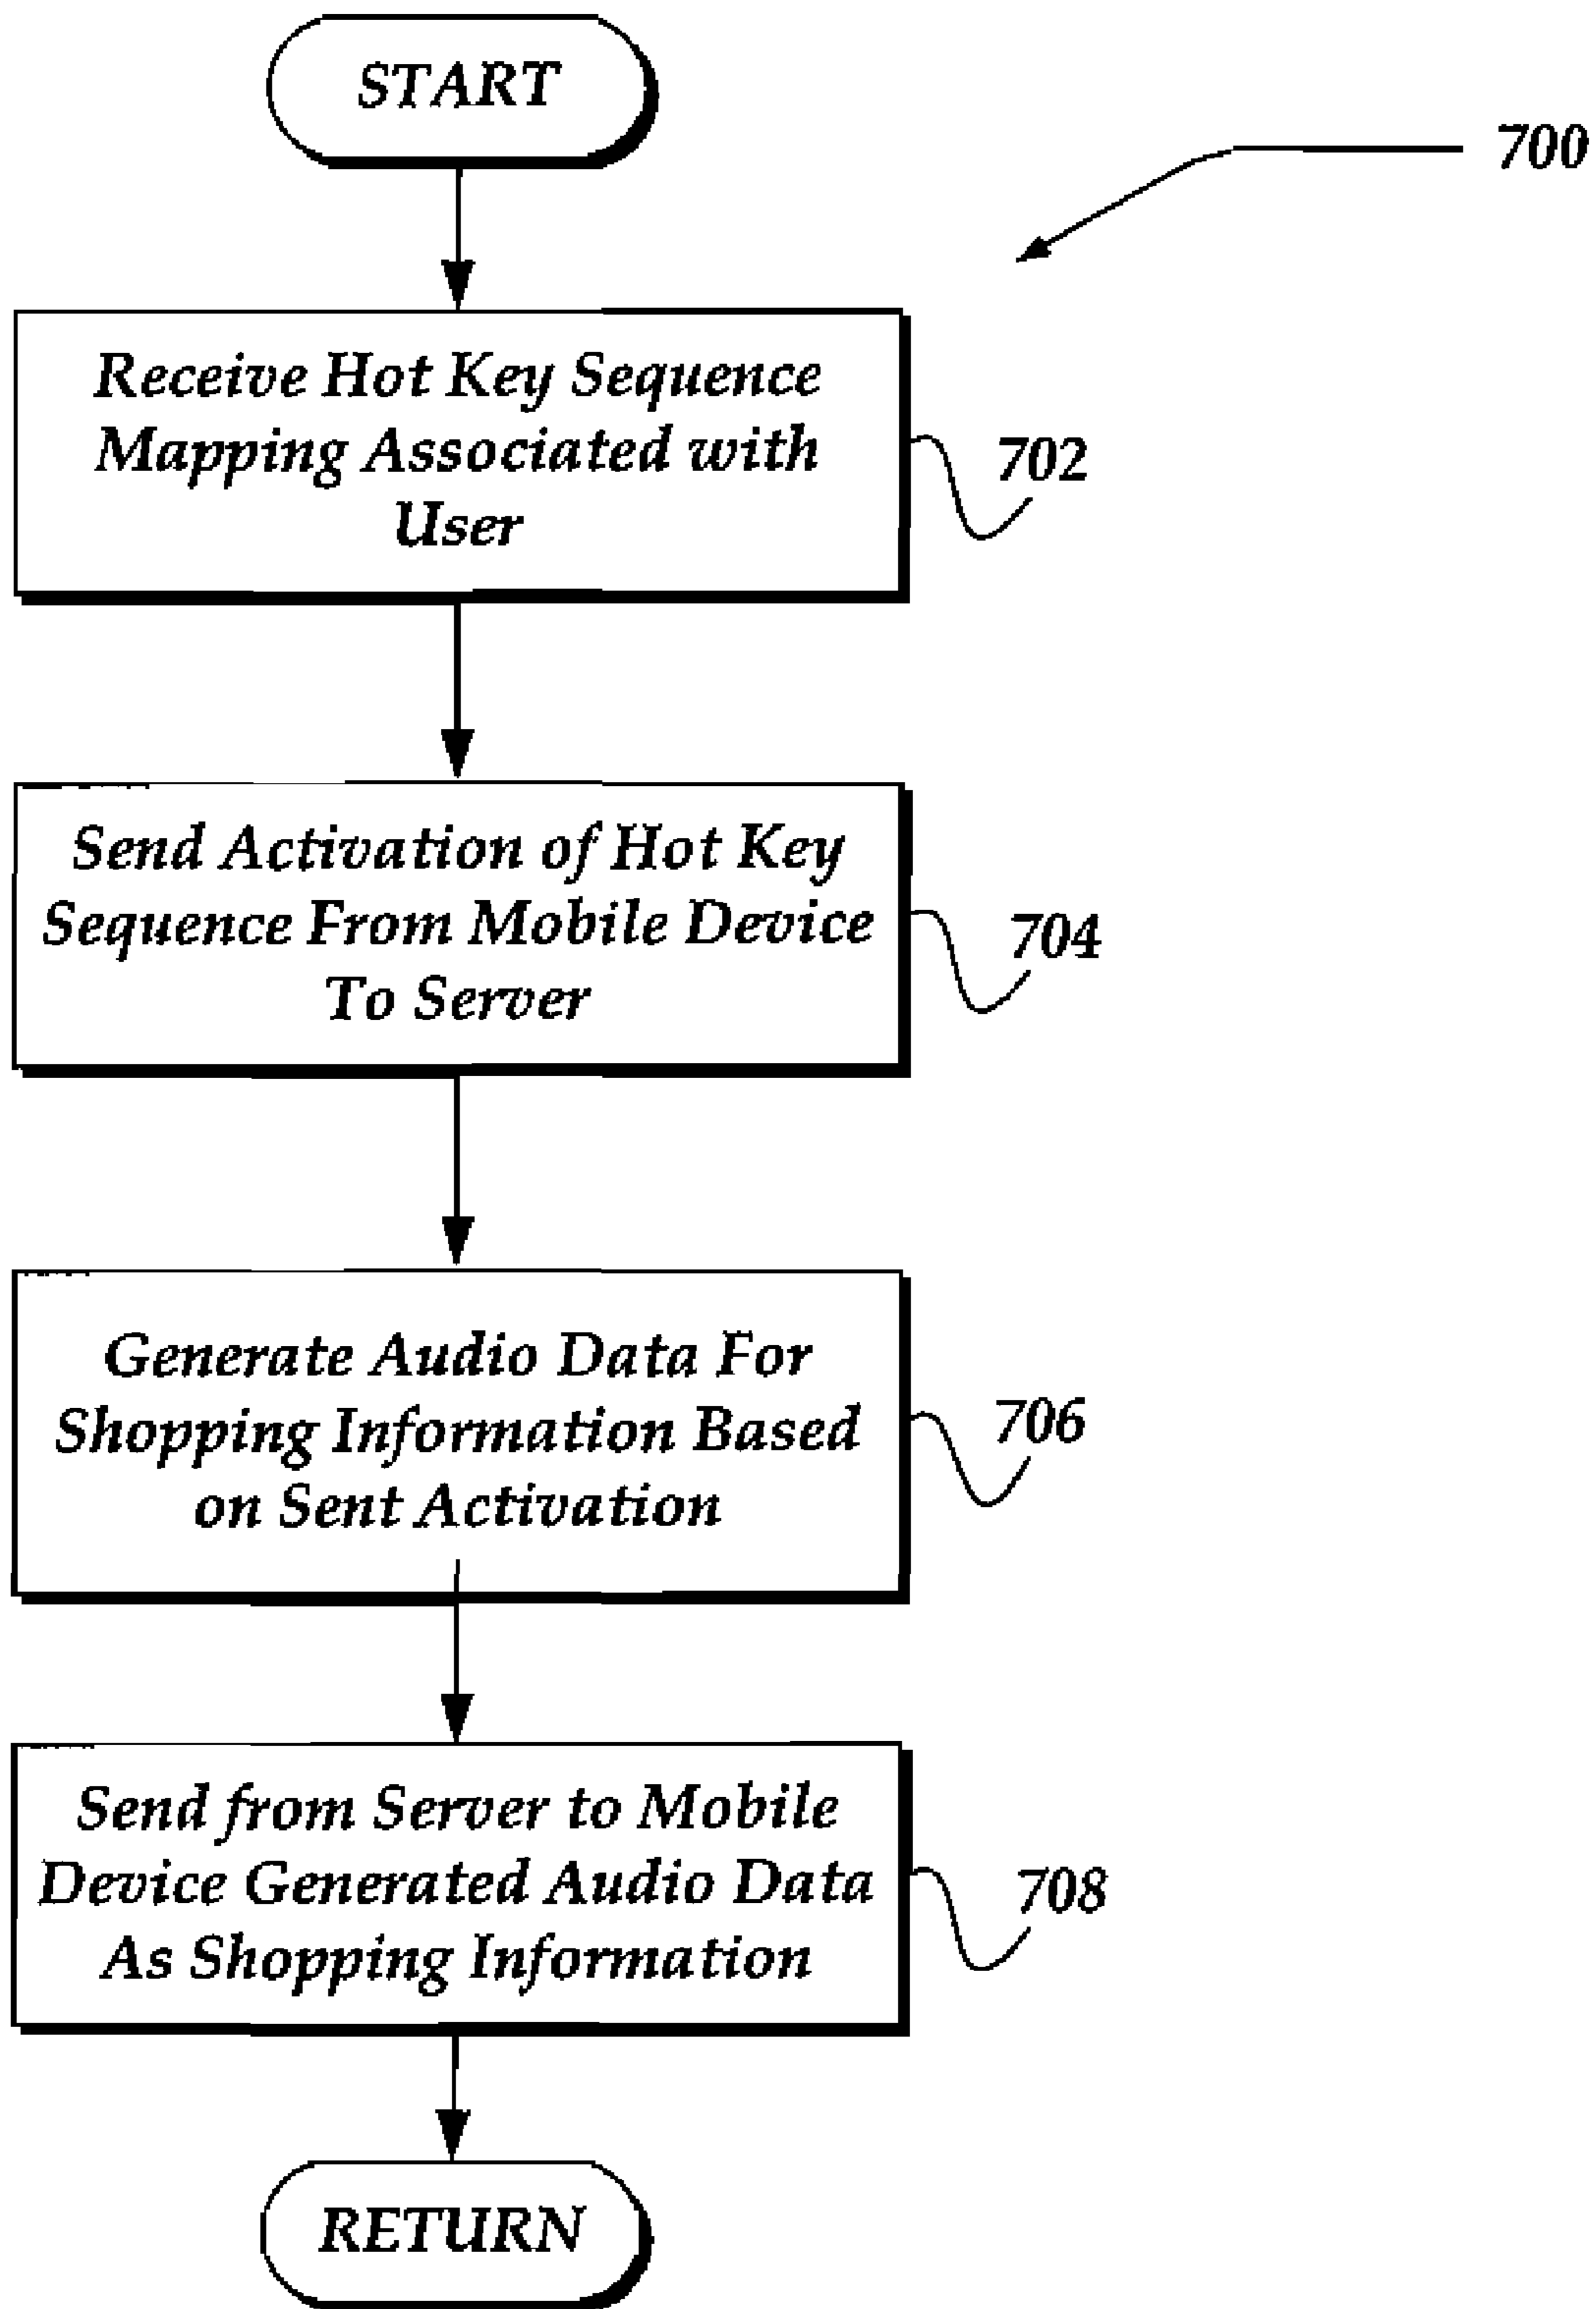 START
700
Receive Hot Key Sequence
Mapping Associated with
User
702
Send Activation of Hot Key
Sequence From Mobile Device
To Server
704
Generate Audio Data For
Shopping Information Based
on Sent Activation
706
Send from Server to Mobile
Device Generated Audio Data
As Shopping Information
708
RETURN